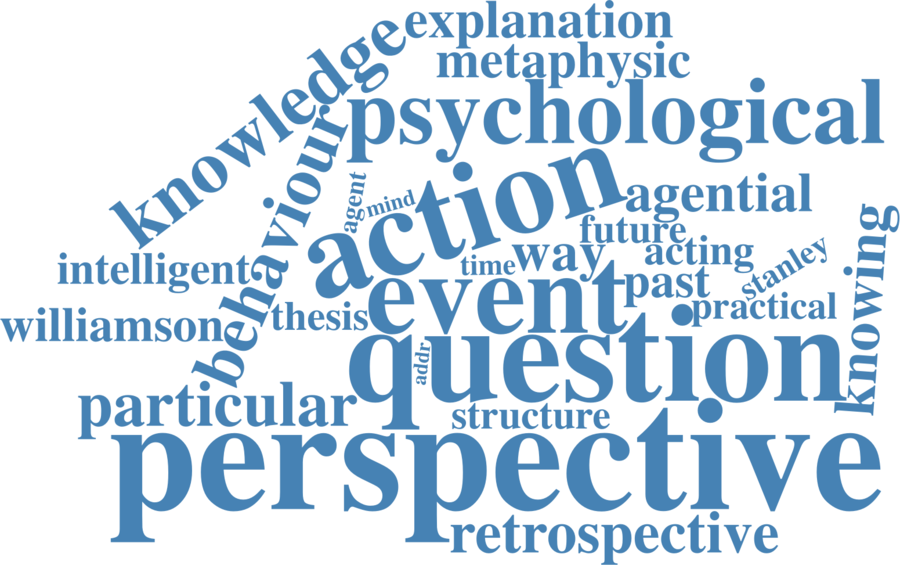 explanation
metaphysic
knowledge
psychological
behaviour
action
agent
mind
agential
future
intelligent
time
way
acting
stanley
knowing
past
practical
event
thesis
williamson
question
addr
particular
structure
perspective
retrospective